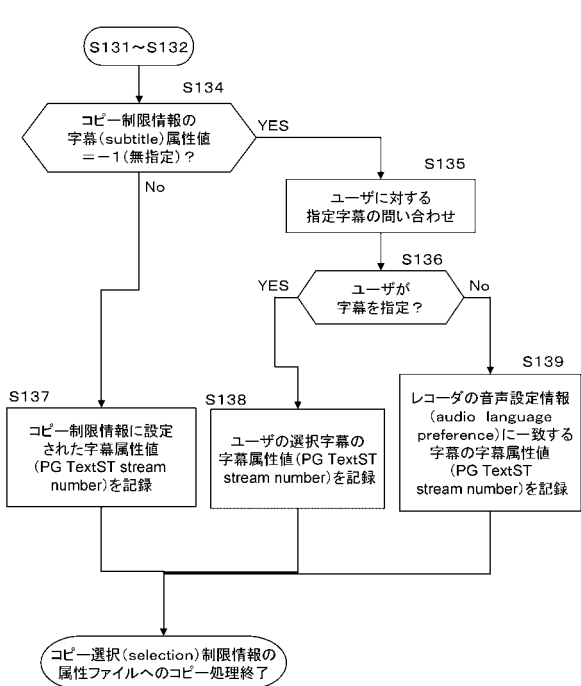 S131～S132
S134
コピー制限情報の
字幕(subtitle)属性値
＝－1(無指定)？
YES
No
S135
ユーザに対する
指定字幕の問い合わせ
S136
ユーザが
字幕を指定？
YES
No
S137
コピー制限情報に設定
された字幕属性値
(PG TextST stream
number)を記録
S138
ユーザの選択字幕の
字幕属性値(PG TextST
stream number)を記録
S139
レコーダの音声設定情報
(audio language
preference)に一致する
字幕の字幕属性値
(PG TextST
stream number)を記録
コピー選択(selection)制限情報の
属性ファイルへのコピー処理終了